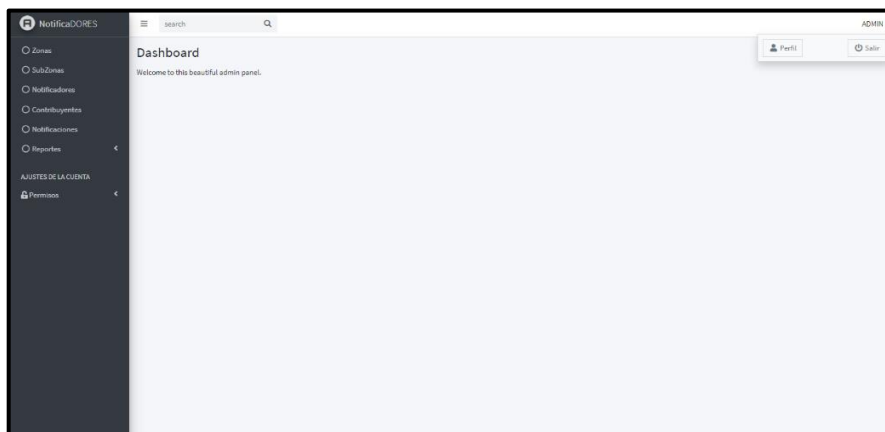 NotificaDORES
search
ADMIN
Perfil
Salir
Zonas
SubZonas
Notificadores
Contribuyentes
Notificaciones
Reportes
AJUSTES DE LA CUENTA
Permisos
Dashboard
Welcome to this beautiful admin panel.